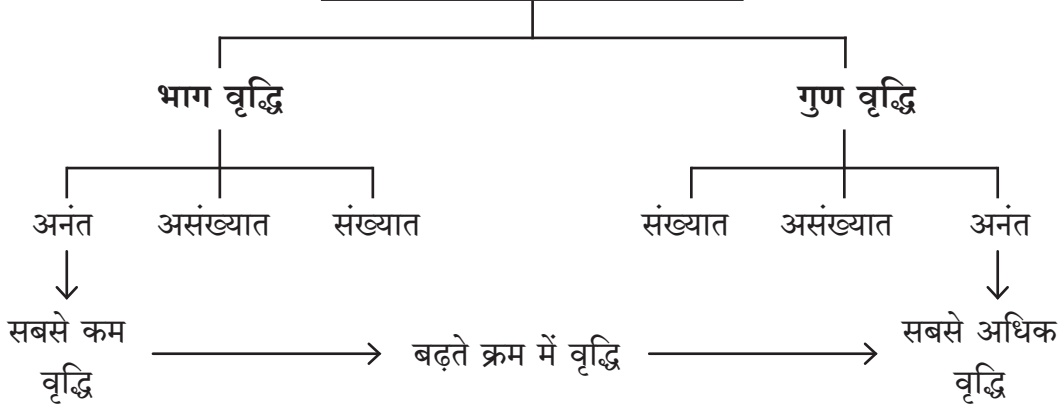 भाग वृद्धि गुण वृद्धि
अनंत असंख्यात संख्यात संख्यात असंख्यात अनंत
सबसे कम वृद्धि बढ़ते क्रम में वृद्धि सबसे अधिक वृद्धि